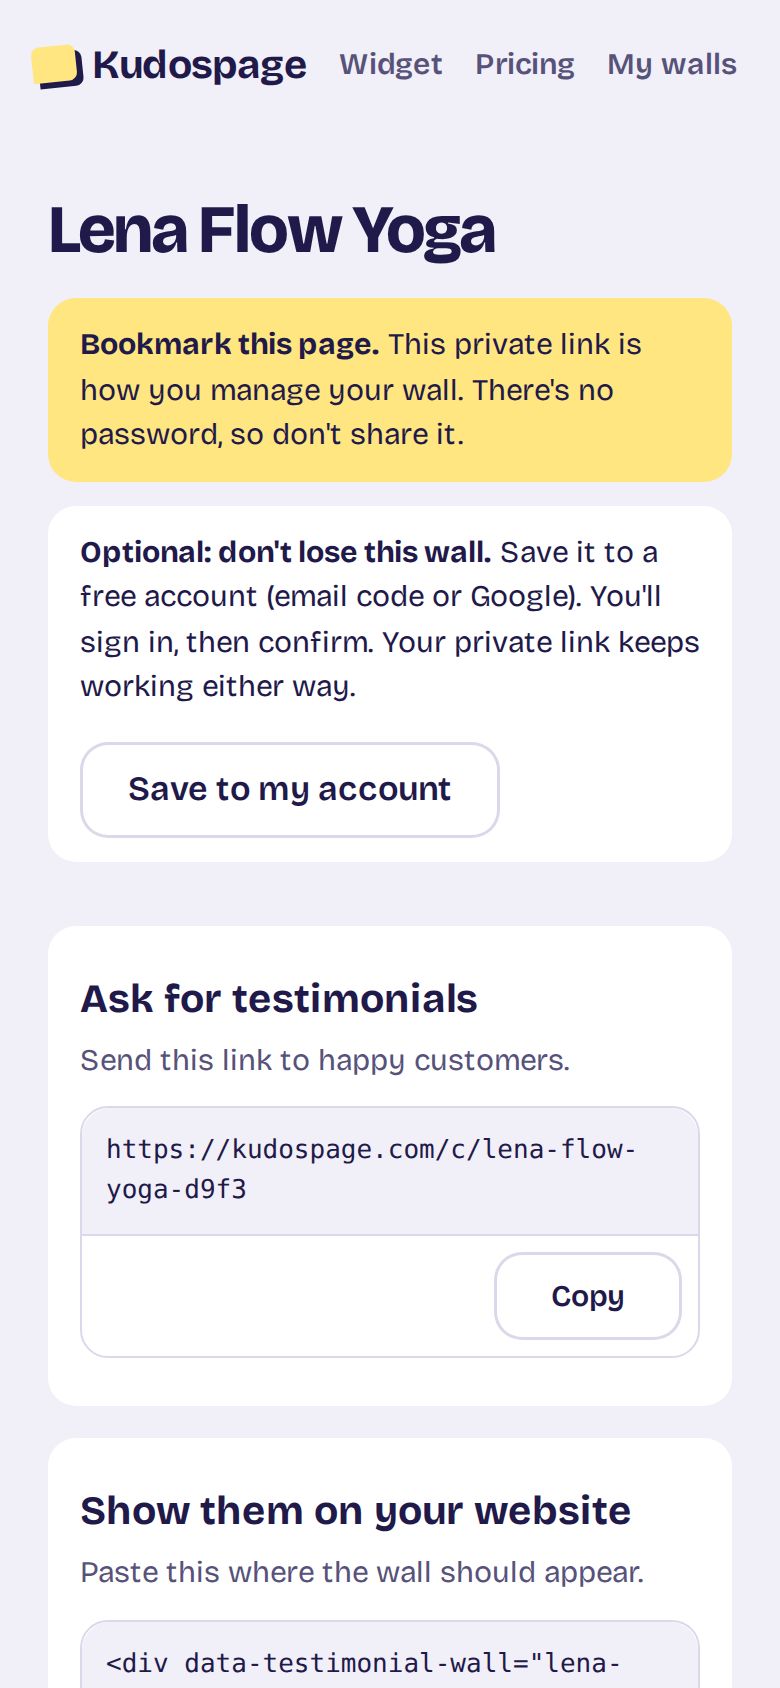 Kudospage Widget Pricing My walls
Lena Flow Yoga
Bookmark this page. This private link is
how you manage your wall. There's no
password, so don't share it.
Optional: don't lose this wall. Save it to a
free account (email code or Google). You'll
sign in, then confirm. Your private link keeps
working either way.
Save to my account
Ask for testimonials
Send this link to happy customers.
https://kudospage.com/c/lena-flow-
yoga-d9f3
Copy
Show them on your website
Paste this where the wall should appear.
<div data-testimonial-wall="lena-